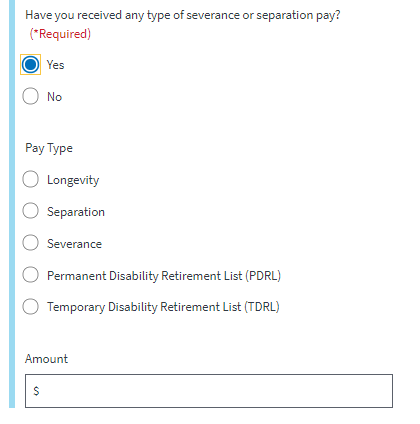 Have you received any type of severance or separation pay?
(*Required)
Yes
No
Pay Type
Longevity
Separation
Severance
Permanent Disability Retirement List (PDRL)
Temporary Disability Retirement List (TDRL)
Amount
$